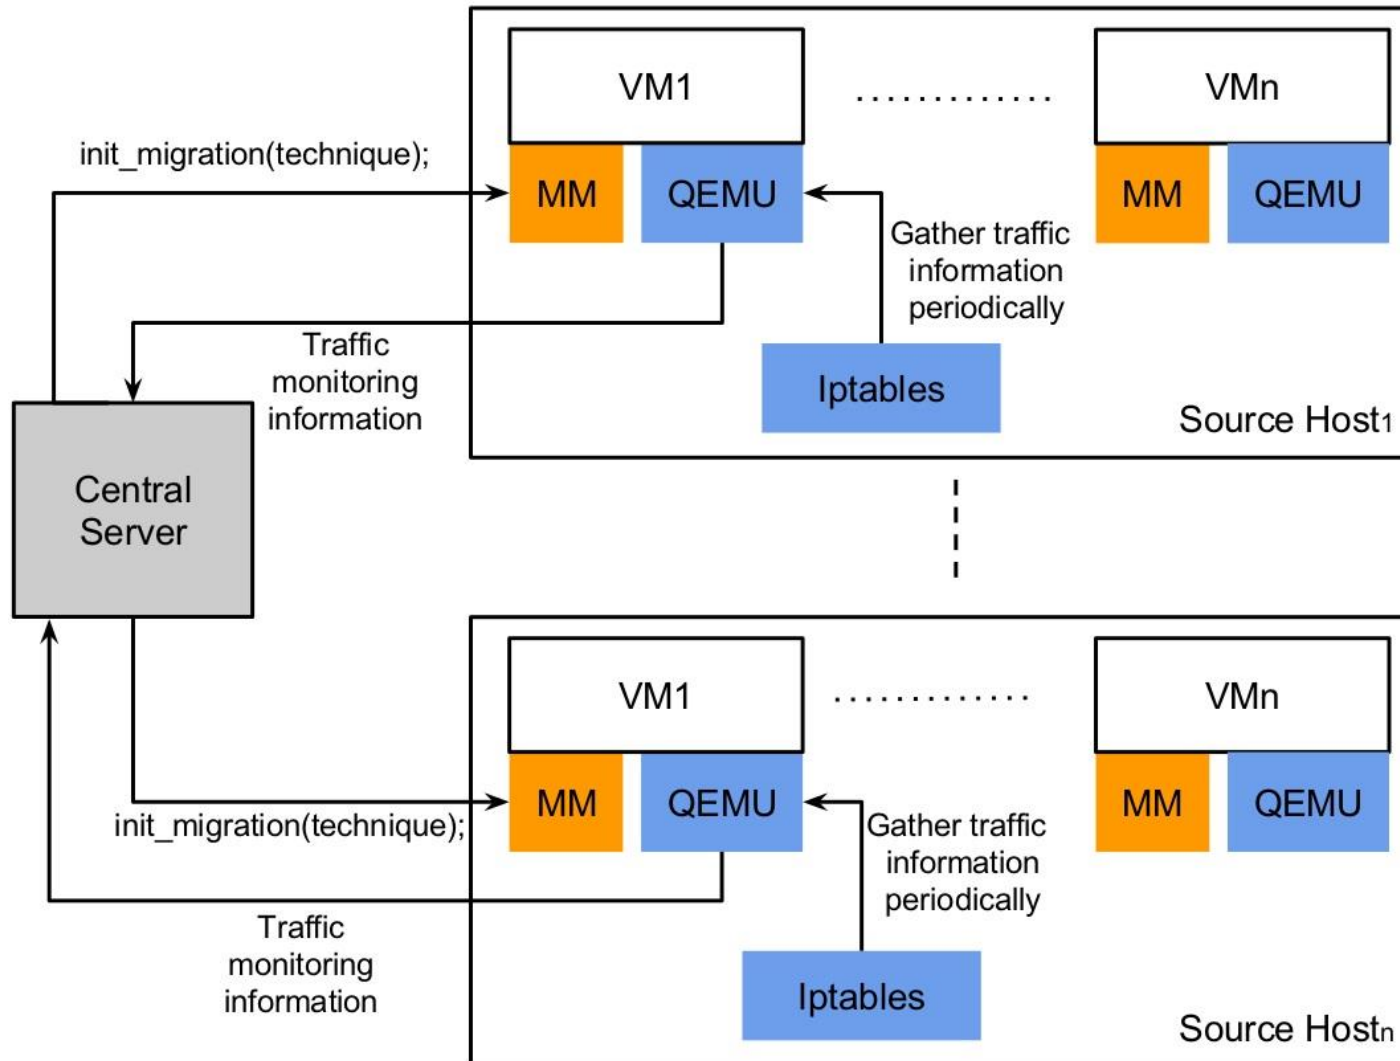 VM1
VMn
init_migration(technique);
MM
QEMU
MM
QEMU
Gather traffic
information
periodically
Traffic
monitoring
information
Iptables
Source Host1
Central
Server
VM1
VMn
MM
QEMU
MM
QEMU
init_migration(technique);
Gather traffic
information
periodically
Traffic
monitoring
information
Iptables
Source Hostn